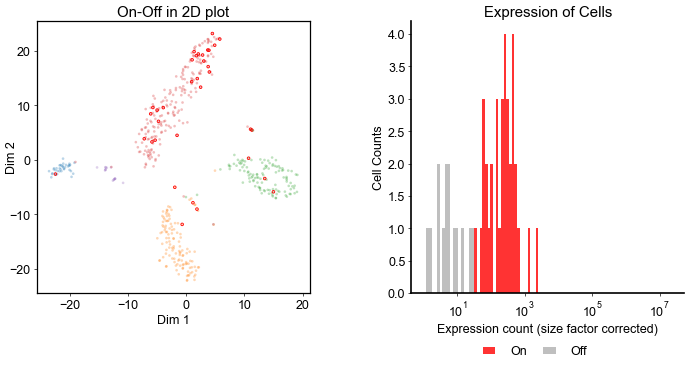 On-Off in 2D plot
Dim 2
20
10
0
−10
−20
−20 −10 0 10 20
Dim 1
Expression of Cells
Cell Counts
4.0
3.5
3.0
2.5
2.0
1.5
1.0
0.5
0.0
10^1 10^3 10^5 10^7
Expression count (size factor corrected)
On Off